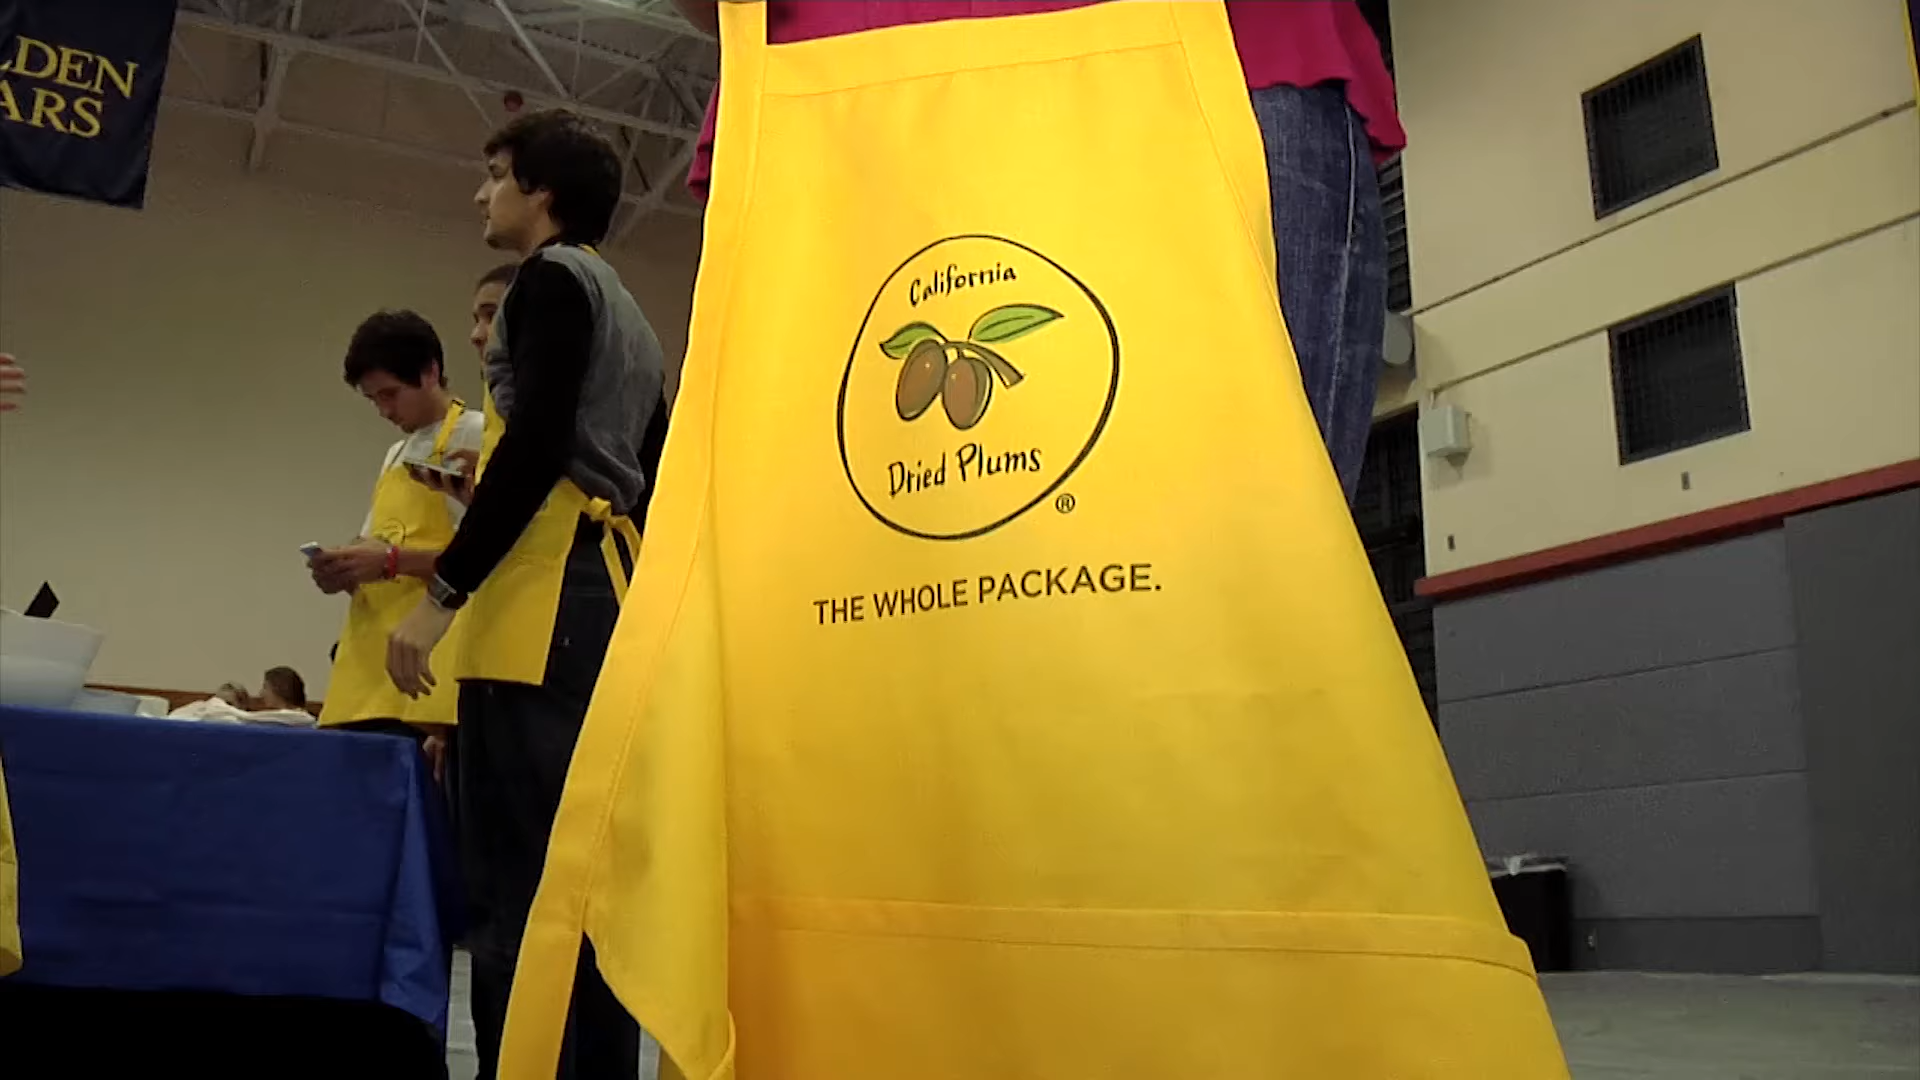 LDEN
ARS
California
Dried Plums
®
THE WHOLE PACKAGE.